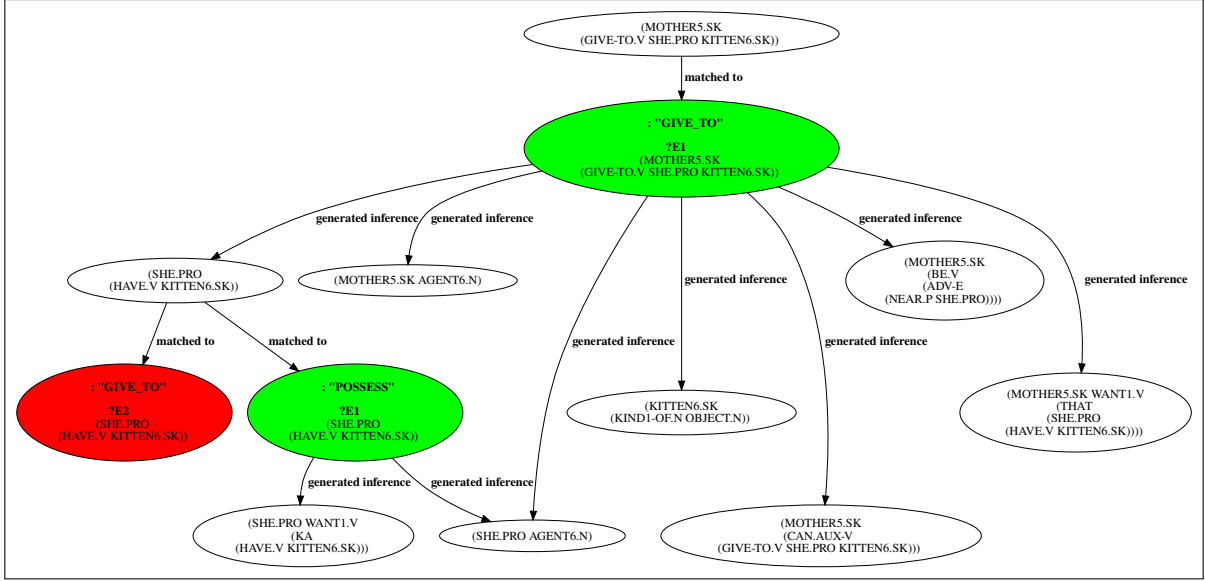 (MOTHER5.SK
(GIVE-TO.V SHE.PRO KITTEN6.SK))
matched to
: "GIVE_TO"
?E1
(MOTHER5.SK
(GIVE-TO.V SHE.PRO KITTEN6.SK))
generated inference
generated inference
generated inference
(SHE.PRO
(HAVE.V KITTEN6.SK))
(MOTHER5.SK AGENT6.N)
(MOTHER5.SK
(BE.V
(ADV-E
(NEAR.P SHE.PRO))))
generated inference
generated inference
matched to
matched to
generated inference
generated inference
: "GIVE_TO"
?E2
(SHE.PRO
(HAVE.V KITTEN6.SK))
: "POSSESS"
?E1
(SHE.PRO
(HAVE.V KITTEN6.SK))
(KITTEN6.SK
(KIND1-OF.N OBJECT.N))
(MOTHER5.SK WANT1.V
(THAT
(SHE.PRO
(HAVE.V KITTEN6.SK))))
generated inference
generated inference
(SHE.PRO WANT1.V
(KA
(HAVE.V KITTEN6.SK)))
(SHE.PRO AGENT6.N)
(MOTHER5.SK
(CAN.AUX-V
(GIVE-TO.V SHE.PRO KITTEN6.SK)))